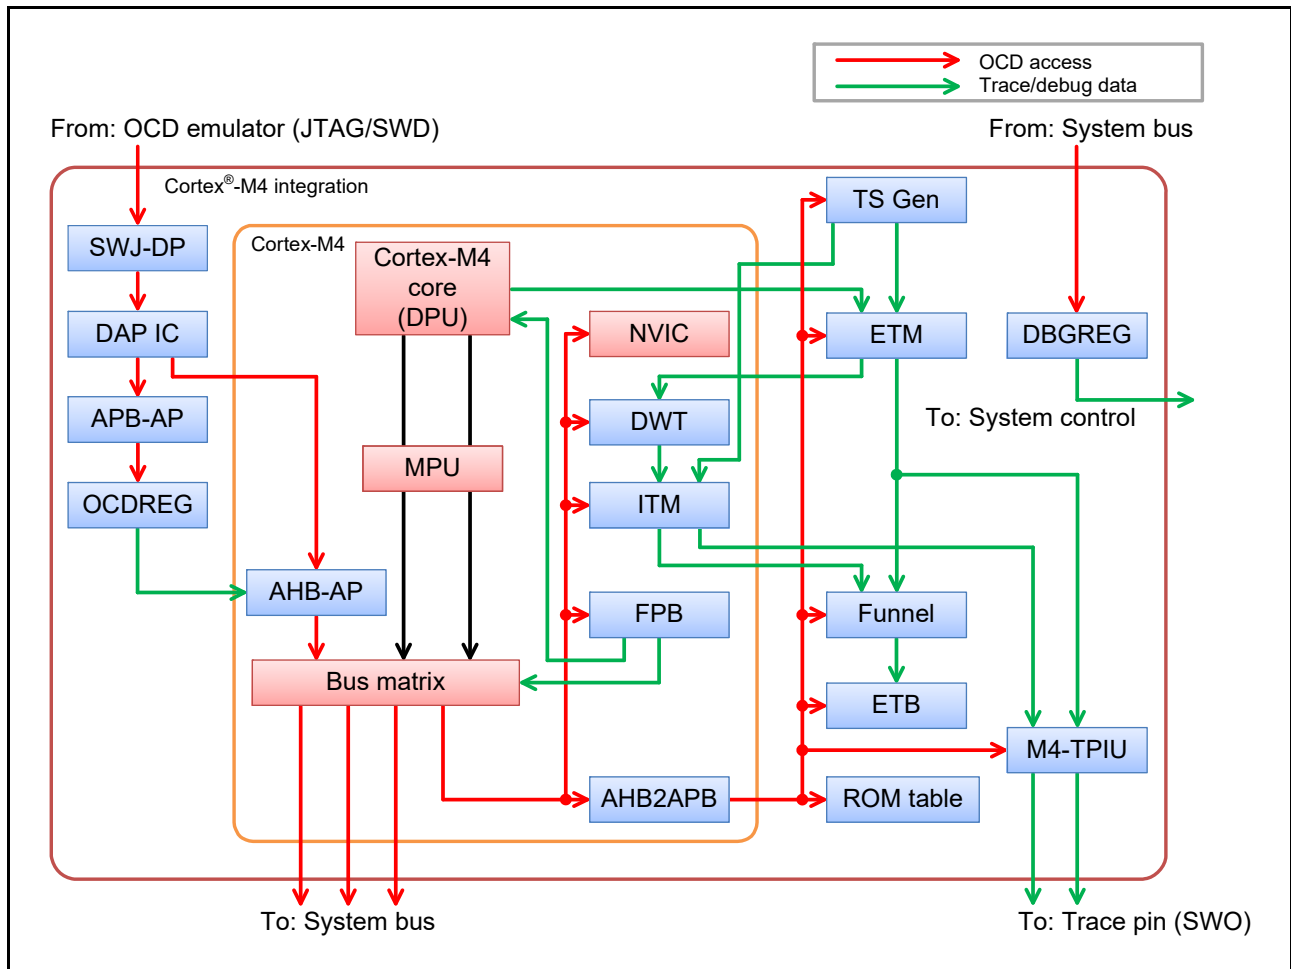 OCD access
Trace/debug data
From: OCD emulator (JTAG/SWD)
From: System bus
Cortex®-M4 integration
TS Gen
SWJ-DP
Cortex-M4
Cortex-M4
core
(DPU)
DAP IC
NVIC
ETM
DBGREG
APB-AP
DWT
To: System control
MPU
OCDREG
ITM
AHB-AP
FPB
Funnel
Bus matrix
ETB
M4-TPIU
AHB2APB
ROM table
To: System bus
To: Trace pin (SWO)